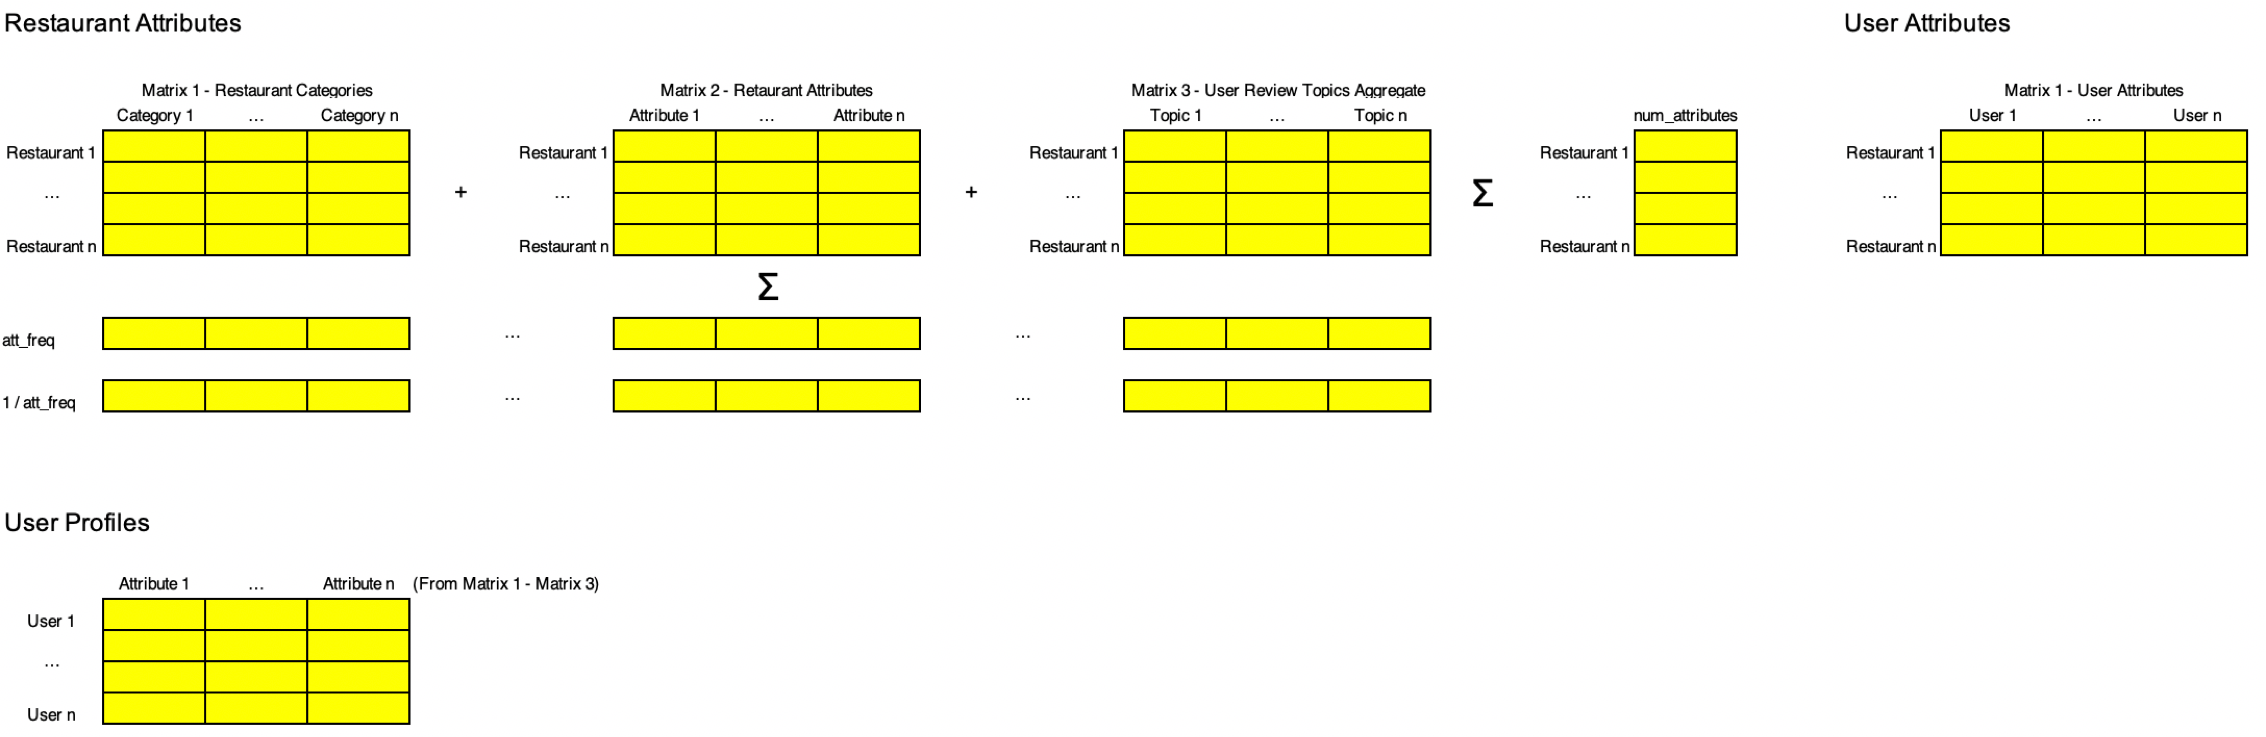 Restaurant Attributes
User Attributes
Matrix 1 - Restaurant Categories
Matrix 2 - Retaurant Attributes
Matrix 3 - User Review Topics Aggregate
Matrix 1 - User Attributes
Category 1 ... Category n
Attribute 1 ... Attribute n
Topic 1 ... Topic n
num_attributes
User 1 ... User n
Restaurant 1
Restaurant 1
Restaurant 1
Restaurant 1
Restaurant 1
... + ... + ... Σ ... ...
Restaurant n
Restaurant n
Restaurant n
Restaurant n
Restaurant n
Σ
att_freq ... ...
1 / att_freq ... ...
User Profiles
Attribute 1 ... Attribute n (From Matrix 1 - Matrix 3)
User 1
...
User n